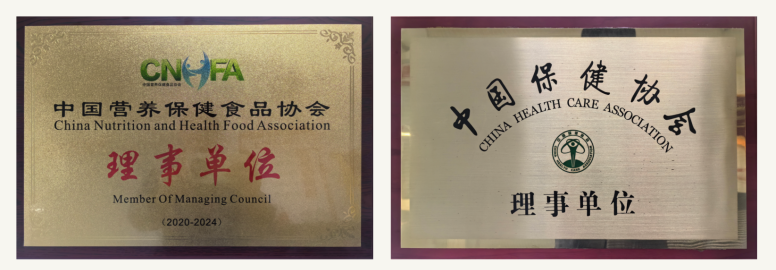 CNHFA
中国营养保健食品协会
China Nutrition and Health Food Association
理事单位
Member Of Managing Council
(2020-2024)
中国保健协会
CHINA HEALTH CARE ASSOCIATION
理事单位